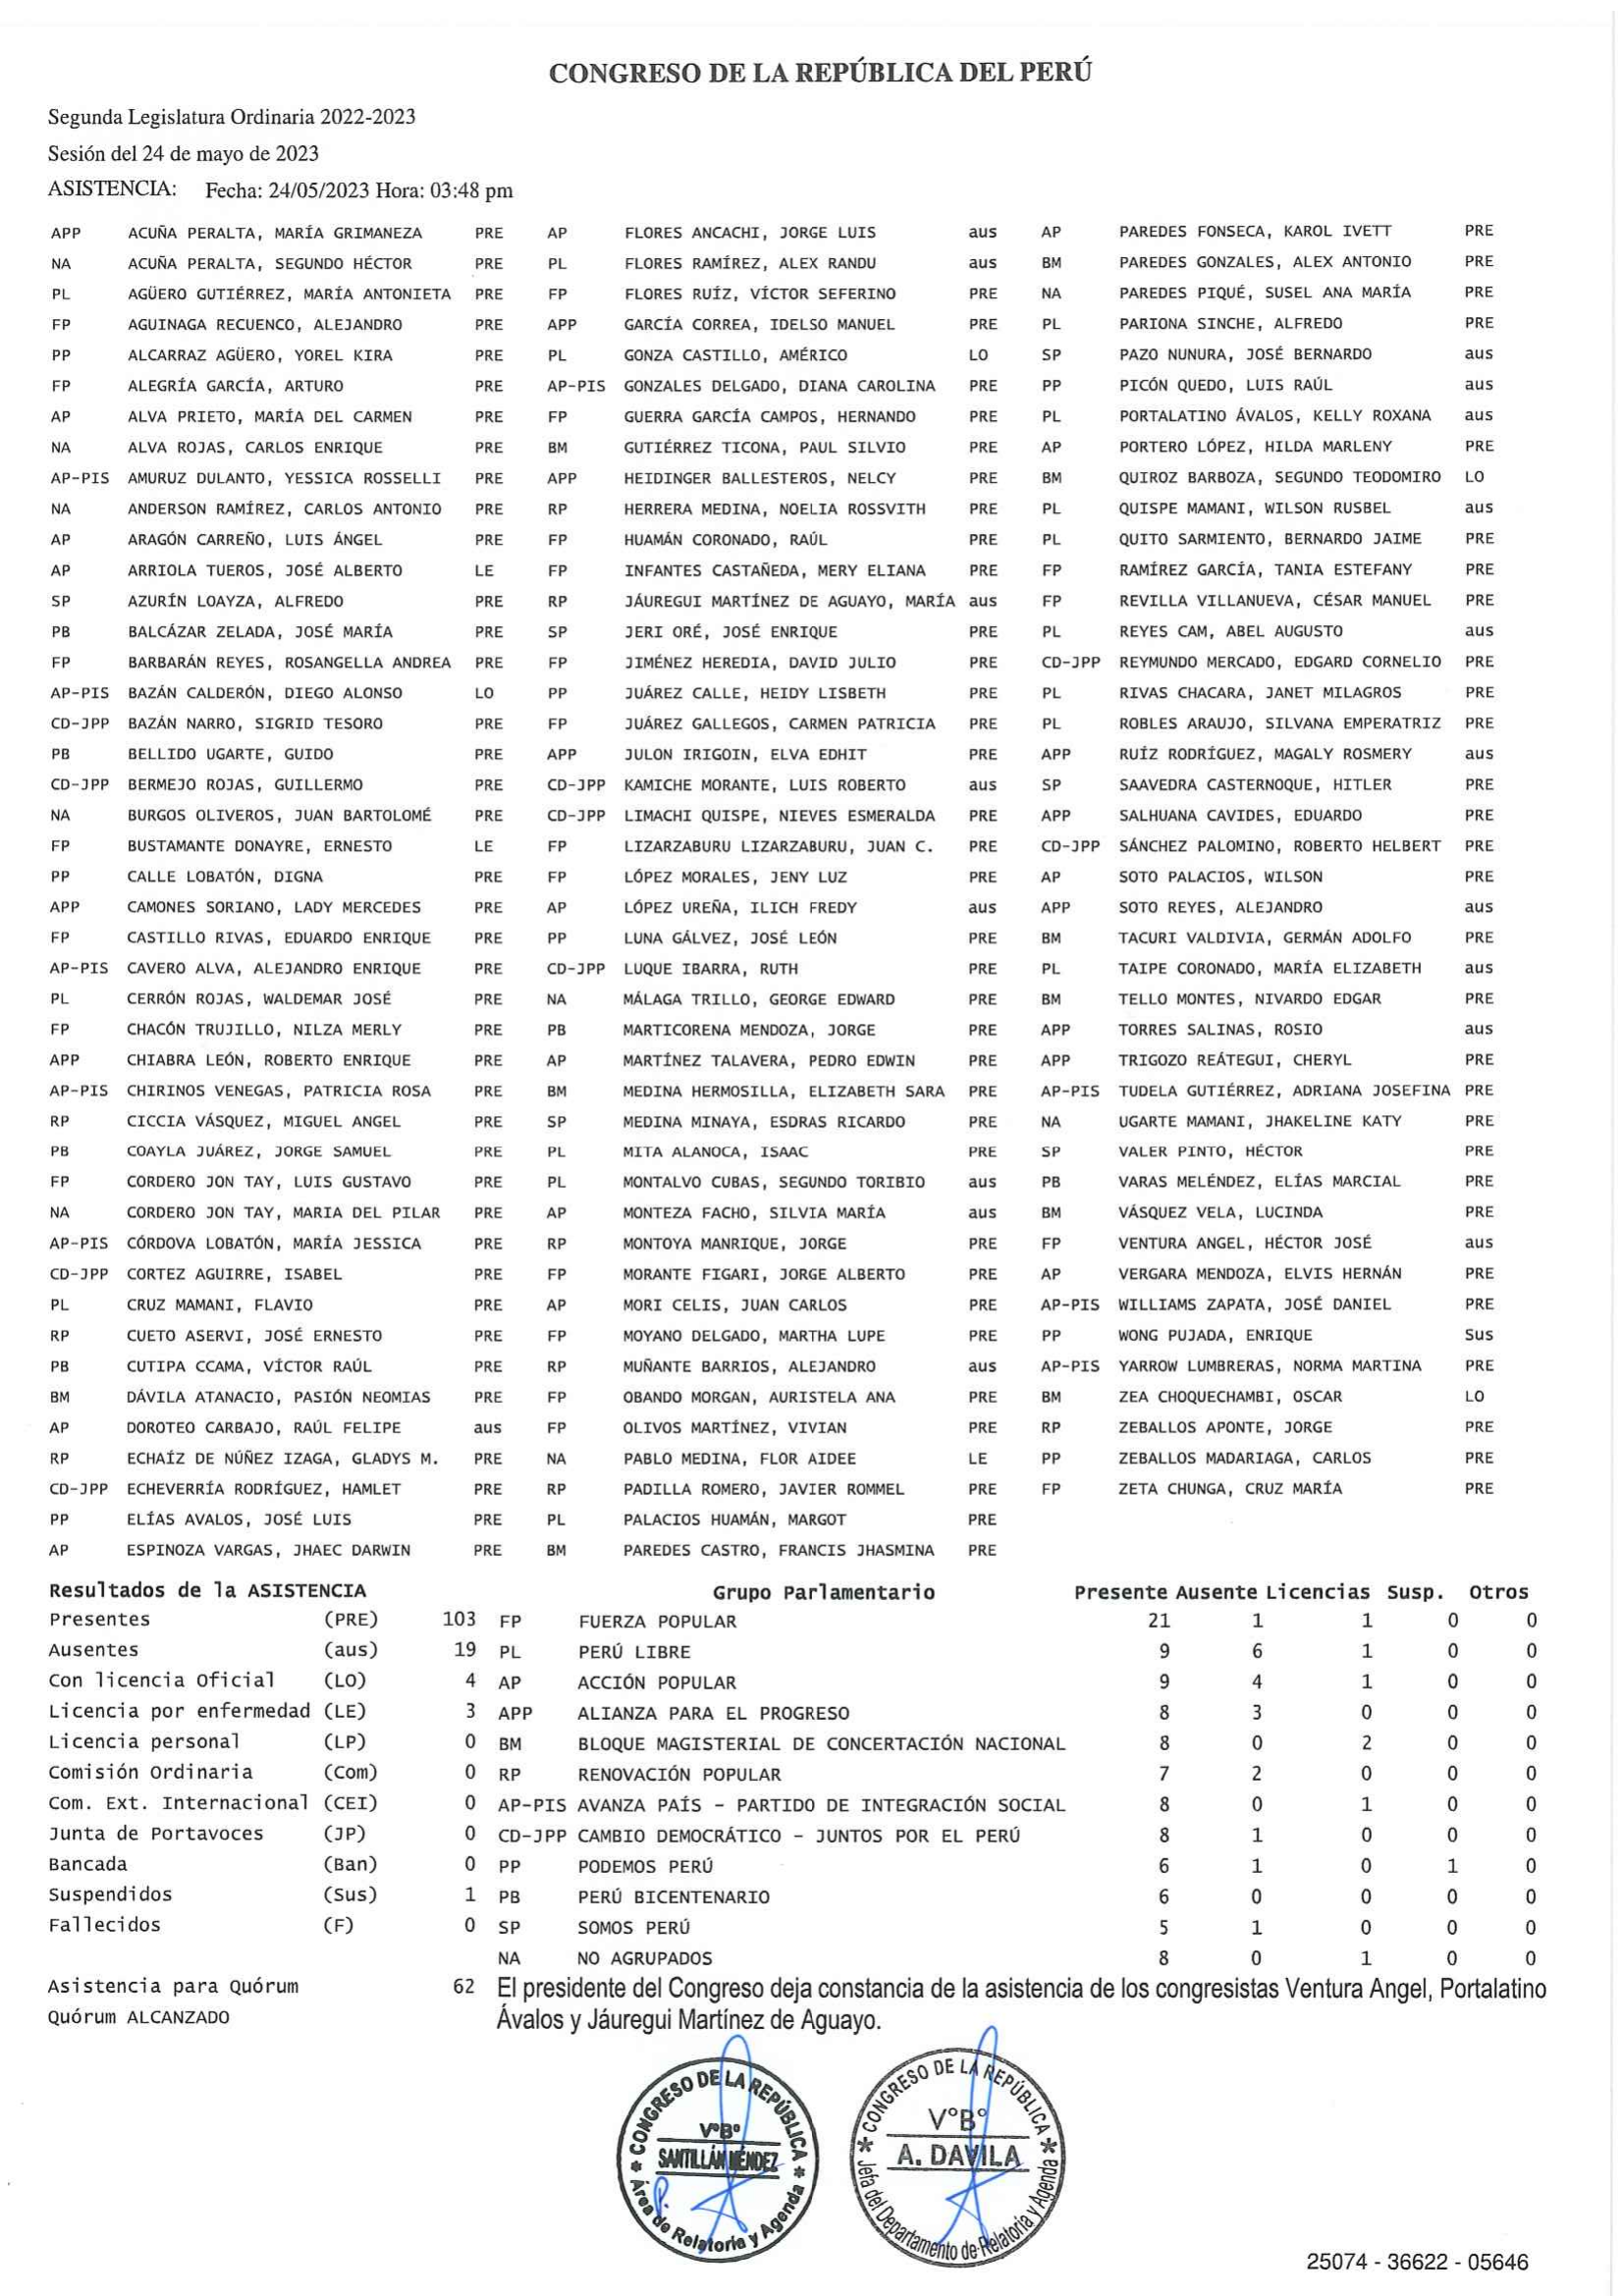 CONGRESO DE LA REPÚBLICA DEL PERÚ
Segunda Legislatura Ordinaria 2022-2023
Sesión del 24 de mayo de 2023
ASISTENCIA: Fecha: 24/05/2023 Hora: 03:48 pm
APP ACUÑA PERALTA, MARÍA GRIMANEZA PRE AP FLORES ANCACHI, JORGE LUIS aus AP PAREDES FONSECA, KAROL IVETT PRE
NA ACUÑA PERALTA, SEGUNDO HÉCTOR PRE PL FLORES RAMÍREZ, ALEX RANDU aus BM PAREDES GONZALES, ALEX ANTONIO PRE
PL AGÜERO GUTIÉRREZ, MARÍA ANTONIETA PRE FP FLORES RUÍZ, VÍCTOR SEFERINO PRE NA PAREDES PIQUÉ, SUSEL ANA MARÍA PRE
FP AGUINAGA RECUENCO, ALEJANDRO PRE APP GARCÍA CORREA, IDELSO MANUEL PRE PL PARIONA SINCHE, ALFREDO PRE
PP ALCARRAZ AGÜERO, YOREL KIRA PRE PL GONZA CASTILLO, AMÉRICO LO SP PAZO NUNURA, JOSÉ BERNARDO aus
FP ALEGRÍA GARCÍA, ARTURO PRE AP-PIS GONZALES DELGADO, DIANA CAROLINA PRE PP PICÓN QUEDO, LUIS RAÚL aus
AP ALVA PRIETO, MARÍA DEL CARMEN PRE FP GUERRA GARCÍA CAMPOS, HERNANDO PRE PL PORTALATINO ÁVALOS, KELLY ROXANA aus
NA ALVA ROJAS, CARLOS ENRIQUE PRE BM GUTIÉRREZ TICONA, PAUL SILVIO PRE AP PORTERO LÓPEZ, HILDA MARLENY PRE
AP-PIS AMURUZ DULANTO, YESSICA ROSSELLI PRE APP HEIDINGER BALLESTEROS, NELCY PRE BM QUIROZ BARBOZA, SEGUNDO TEODOMIRO LO
NA ANDERSON RAMÍREZ, CARLOS ANTONIO PRE RP HERRERA MEDINA, NOELIA ROSSVITH PRE PL QUISPE MAMANI, WILSON RUSBEL aus
AP ARAGÓN CARREÑO, LUIS ÁNGEL PRE FP HUAMÁN CORONADO, RAÚL PRE PL QUITO SARMIENTO, BERNARDO JAIME PRE
AP ARRIOLA TUEROS, JOSÉ ALBERTO LE FP INFANTES CASTAÑEDA, MERY ELIANA PRE FP RAMÍREZ GARCÍA, TANIA ESTEFANY PRE
SP AZURÍN LOAYZA, ALFREDO PRE RP JÁUREGUI MARTÍNEZ DE AGUAYO, MARÍA aus FP REVILLA VILLANUEVA, CÉSAR MANUEL PRE
PB BALCÁZAR ZELADA, JOSÉ MARÍA PRE SP JERI ORÉ, JOSÉ ENRIQUE PRE PL REYES CAM, ABEL AUGUSTO aus
FP BARBARÁN REYES, ROSANGELLA ANDREA PRE FP JIMÉNEZ HEREDIA, DAVID JULIO PRE CD-JPP REYMUNDO MERCADO, EDGARD CORNELIO PRE
AP-PIS BAZÁN CALDERÓN, DIEGO ALONSO LO PP JUÁREZ CALLE, HEIDY LISBETH PRE PL RIVAS CHACARA, JANET MILAGROS PRE
CD-JPP BAZÁN NARRO, SIGRID TESORO PRE FP JUÁREZ GALLEGOS, CARMEN PATRICIA PRE PL ROBLES ARAUJO, SILVANA EMPERATRIZ PRE
PB BELLIDO UGARTE, GUIDO PRE APP JULON IRIGOIN, ELVA EDHIT PRE APP RUÍZ RODRÍGUEZ, MAGALY ROSMERY aus
CD-JPP BERMEJO ROJAS, GUILLERMO PRE CD-JPP KAMICHE MORANTE, LUIS ROBERTO aus SP SAAVEDRA CASTERNOQUE, HITLER PRE
NA BURGOS OLIVEROS, JUAN BARTOLOMÉ PRE CD-JPP LIMACHI QUISPE, NIEVES ESMERALDA PRE APP SALHUANA CAVIDES, EDUARDO PRE
FP BUSTAMANTE DONAYRE, ERNESTO LE FP LIZARZABURU LIZARZABURU, JUAN C. PRE CD-JPP SÁNCHEZ PALOMINO, ROBERTO HELBERT PRE
PP CALLE LOBATÓN, DIGNA PRE FP LÓPEZ MORALES, JENY LUZ PRE AP SOTO PALACIOS, WILSON PRE
APP CAMONES SORIANO, LADY MERCEDES PRE AP LÓPEZ UREÑA, ILICH FREDY aus APP SOTO REYES, ALEJANDRO aus
FP CASTILLO RIVAS, EDUARDO ENRIQUE PRE PP LUNA GÁLVEZ, JOSÉ LEÓN PRE BM TACURI VALDIVIA, GERMÁN ADOLFO PRE
AP-PIS CAVERO ALVA, ALEJANDRO ENRIQUE PRE CD-JPP LUQUE IBARRA, RUTH PRE PL TAIPE CORONADO, MARÍA ELIZABETH aus
PL CERRÓN ROJAS, WALDEMAR JOSÉ PRE NA MÁLAGA TRILLO, GEORGE EDWARD PRE BM TELLO MONTES, NIVARDO EDGAR PRE
FP CHACÓN TRUJILLO, NILZA MERLY PRE PB MARTICORENA MENDOZA, JORGE PRE APP TORRES SALINAS, ROSIO aus
APP CHIABRA LEÓN, ROBERTO ENRIQUE PRE AP MARTÍNEZ TALAVERA, PEDRO EDWIN PRE APP TRIGOZO REÁTEGUI, CHERYL PRE
AP-PIS CHIRINOS VENEGAS, PATRICIA ROSA PRE BM MEDINA HERMOSILLA, ELIZABETH SARA PRE AP-PIS TUDELA GUTIÉRREZ, ADRIANA JOSEFINA PRE
RP CICCIA VÁSQUEZ, MIGUEL ANGEL PRE SP MEDINA MINAYA, ESDRAS RICARDO PRE NA UGARTE MAMANI, JHAKELINE KATY PRE
PB COAYLA JUÁREZ, JORGE SAMUEL PRE PL MITA ALANOCA, ISAAC PRE SP VALER PINTO, HÉCTOR PRE
FP CORDERO JON TAY, LUIS GUSTAVO PRE PL MONTALVO CUBAS, SEGUNDO TORIBIO aus PB VARAS MELÉNDEZ, ELÍAS MARCIAL PRE
NA CORDERO JON TAY, MARIA DEL PILAR PRE AP MONTEZA FACHO, SILVIA MARÍA aus BM VÁSQUEZ VELA, LUCINDA PRE
AP-PIS CÓRDOVA LOBATÓN, MARÍA JESSICA PRE RP MONTOYA MANRIQUE, JORGE PRE FP VENTURA ANGEL, HÉCTOR JOSÉ aus
CD-JPP CORTEZ AGUIRRE, ISABEL PRE FP MORANTE FIGARI, JORGE ALBERTO PRE AP VERGARA MENDOZA, ELVIS HERNÁN PRE
PL CRUZ MAMANI, FLAVIO PRE AP MORI CELIS, JUAN CARLOS PRE AP-PIS WILLIAMS ZAPATA, JOSÉ DANIEL PRE
RP CUETO ASERVI, JOSÉ ERNESTO PRE FP MOYANO DELGADO, MARTHA LUPE PRE PP WONG PUJADA, ENRIQUE Sus
PB CUTIPA CCAMA, VÍCTOR RAÚL PRE RP MUÑANTE BARRIOS, ALEJANDRO aus AP-PIS YARROW LUMBRERAS, NORMA MARTINA PRE
BM DÁVILA ATANACIO, PASIÓN NEOMIAS PRE FP OBANDO MORGAN, AURISTELA ANA PRE BM ZEA CHOQUECHAMBI, OSCAR LO
AP DOROTEO CARBAJO, RAÚL FELIPE aus FP OLIVOS MARTÍNEZ, VIVIAN PRE RP ZEBALLOS APONTE, JORGE PRE
RP ECHAÍZ DE NÚÑEZ IZAGA, GLADYS M. PRE NA PABLO MEDINA, FLOR AIDEE LE PP ZEBALLOS MADARIAGA, CARLOS PRE
CD-JPP ECHEVERRÍA RODRÍGUEZ, HAMLET PRE RP PADILLA ROMERO, JAVIER ROMMEL PRE FP ZETA CHUNGA, CRUZ MARÍA PRE
PP ELÍAS AVALOS, JOSÉ LUIS PRE PL PALACIOS HUAMÁN, MARGOT PRE
AP ESPINOZA VARGAS, JHAEC DARWIN PRE BM PAREDES CASTRO, FRANCIS JHASMINA PRE
Resultados de la ASISTENCIA Grupo Parlamentario Presente Ausente Licencias Susp. Otros
Presentes (PRE) 103 FP FUERZA POPULAR 21 1 1 0 0
Ausentes (aus) 19 PL PERÚ LIBRE 9 6 1 0 0
Con licencia Oficial (LO) 4 AP ACCIÓN POPULAR 9 4 1 0 0
Licencia por enfermedad (LE) 3 APP ALIANZA PARA EL PROGRESO 8 3 0 0 0
Licencia personal (LP) 0 BM BLOQUE MAGISTERIAL DE CONCERTACIÓN NACIONAL 8 0 2 0 0
Comisión Ordinaria (Com) 0 RP RENOVACIÓN POPULAR 7 2 0 0 0
Com. Ext. Internacional (CEI) 0 AP-PIS AVANZA PAÍS - PARTIDO DE INTEGRACIÓN SOCIAL 8 0 1 0 0
Junta de Portavoces (JP) 0 CD-JPP CAMBIO DEMOCRÁTICO - JUNTOS POR EL PERÚ 8 1 0 0 0
Bancada (Ban) 0 PP PODEMOS PERÚ 6 1 0 1 0
Suspendidos (Sus) 1 PB PERÚ BICENTENARIO 6 0 0 0 0
Fallecidos (F) 0 SP SOMOS PERÚ 5 1 0 0 0
NA NO AGRUPADOS 8 0 1 0 0
Asistencia para Quórum 62 El presidente del Congreso deja constancia de la asistencia de los congresistas Ventura Angel, Portalatino
Quórum ALCANZADO Ávalos y Jáuregui Martínez de Aguayo.
CONGRESO DE LA REPÚBLICA
V°B°
SANTILLÁN MÉNDEZ
P.
Área de Relatoría y Agenda
CONGRESO DE LA REPÚBLICA
V°B°
A. DAVILA
Jefa del Departamento de Relatoría y Agenda
25074 - 36622 - 05646